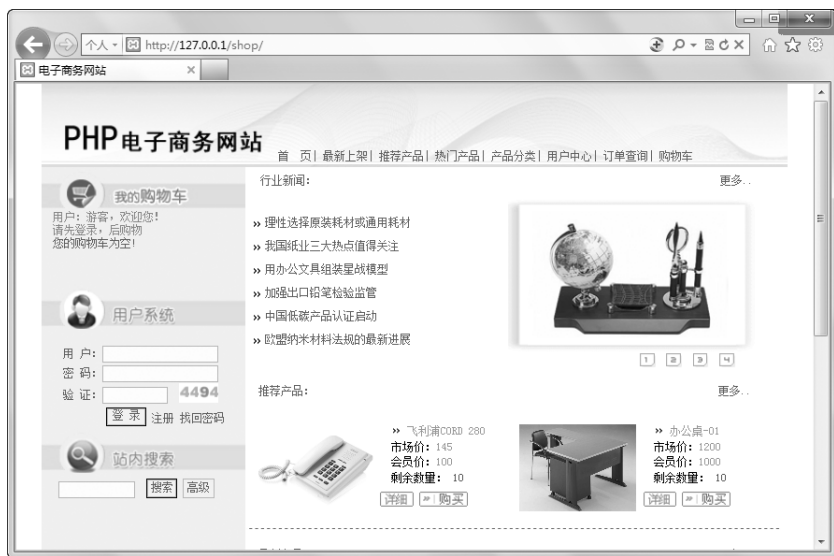 个人
http://127.0.0.1/shop/
电子商务网站
PHP电子商务网站
首 页| 最新上架| 推荐产品| 热门产品| 产品分类| 用户中心| 订单查询| 购物车
我的购物车
用户: 游客,欢迎您!
请先登录,后购物
您的购物车为空!
用户系统
用 户:
密 码:
验 证: 4494
登 录 注册 找回密码
站内搜索
搜索 高级
行业新闻: 更多..
» 理性选择原装耗材或通用耗材
» 我国纸业三大热点值得关注
» 用办公文具组装星战模型
» 加强出口铅笔检验监管
» 中国低碳产品认证启动
» 欧盟纳米材料法规的最新进展
1 2 3 4
推荐产品: 更多..
» 飞利浦CORD 280
市场价: 145
会员价: 100
剩余数量: 10
详细 » 购买
» 办公桌-01
市场价: 1200
会员价: 1000
剩余数量: 10
详细 » 购买